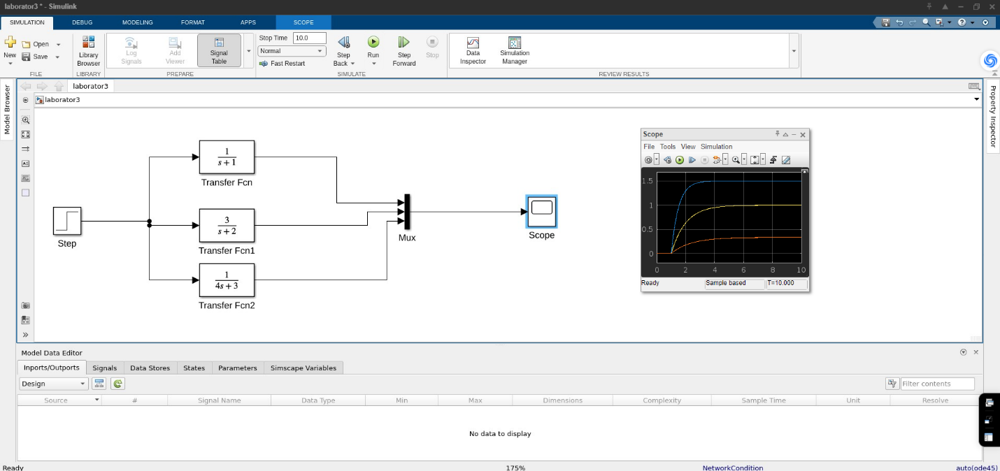 laborator3 * - Simulink
SIMULATION DEBUG MODELING FORMAT APPS SCOPE
New Open Save
Library Browser
Log Signals
Add Viewer
Signal Table
Stop Time 10.0
Normal
Fast Restart
Step Back
Run
Step Forward
Stop
Data Inspector
Simulation Manager
FILE LIBRARY PREPARE SIMULATE REVIEW RESULTS
Model Browser
Property Inspector
laborator3
laborator3
Step
1
s + 1
Transfer Fcn
3
s + 2
Transfer Fcn1
1
4s + 3
Transfer Fcn2
Mux
Scope
Scope
File Tools View Simulation
1.5
1
0.5
0
0 2 4 6 8 10
Ready Sample based T=10.000
Model Data Editor
Inports/Outports Signals Data Stores States Parameters Simscape Variables
Design Filter contents
Source # Signal Name Data Type Min Max Dimensions Complexity Sample Time Unit Resolve
No data to display
Ready 175% NetworkCondition auto(ode45)